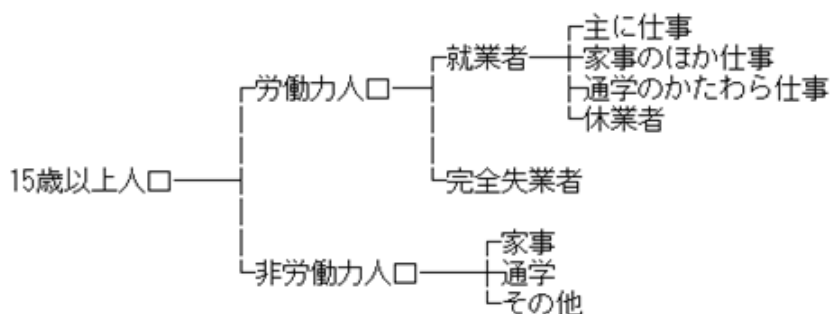 主に仕事
就業者
家事のほか仕事
労働力人口
通学のかたわら仕事
休業者
15歳以上人口
完全失業者
家事
非労働力人口
通学
その他